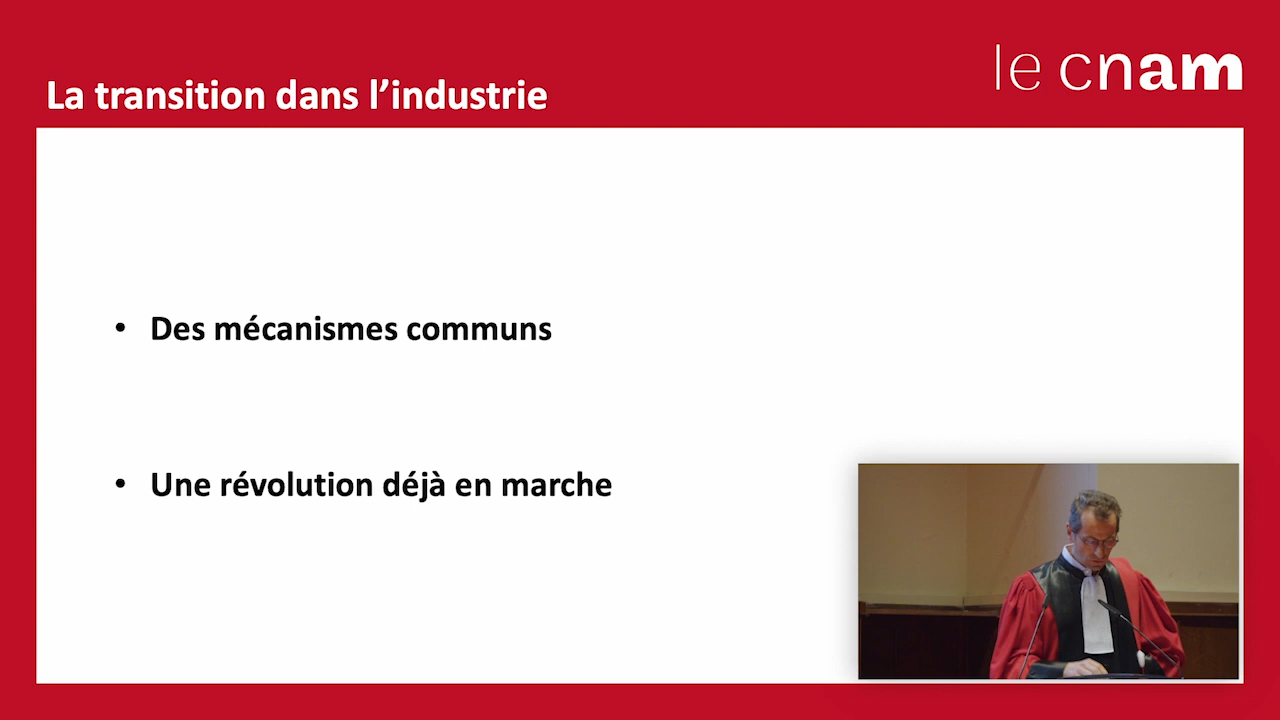 le cnam
La transition dans l’industrie
• Des mécanismes communs
• Une révolution déjà en marche